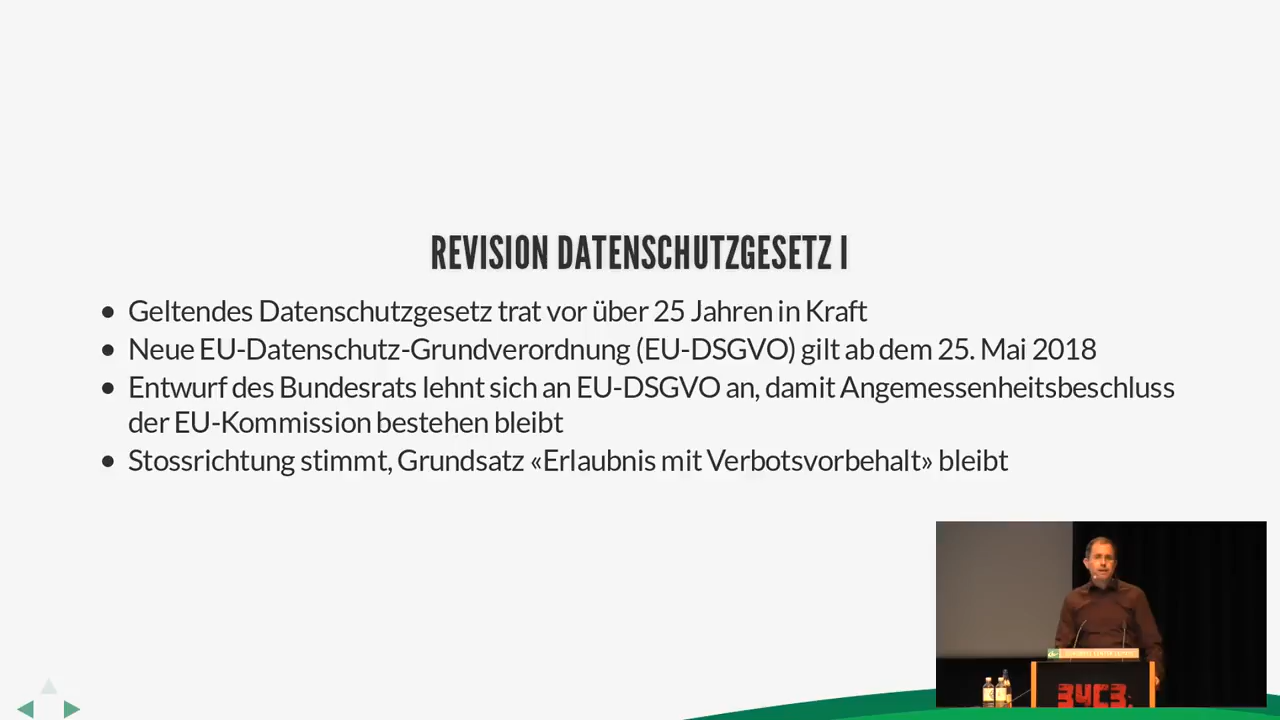 REVISION DATENSCHUTZGESETZ I
Geltendes Datenschutzgesetz trat vor über 25 Jahren in Kraft
Neue EU-Datenschutz-Grundverordnung (EU-DSGVO) gilt ab dem 25. Mai 2018
Entwurf des Bundesrats lehnt sich an EU-DSGVO an, damit Angemessenheitsbeschluss
der EU-Kommission bestehen bleibt
Stossrichtung stimmt, Grundsatz «Erlaubnis mit Verbotsvorbehalt» bleibt
34C3